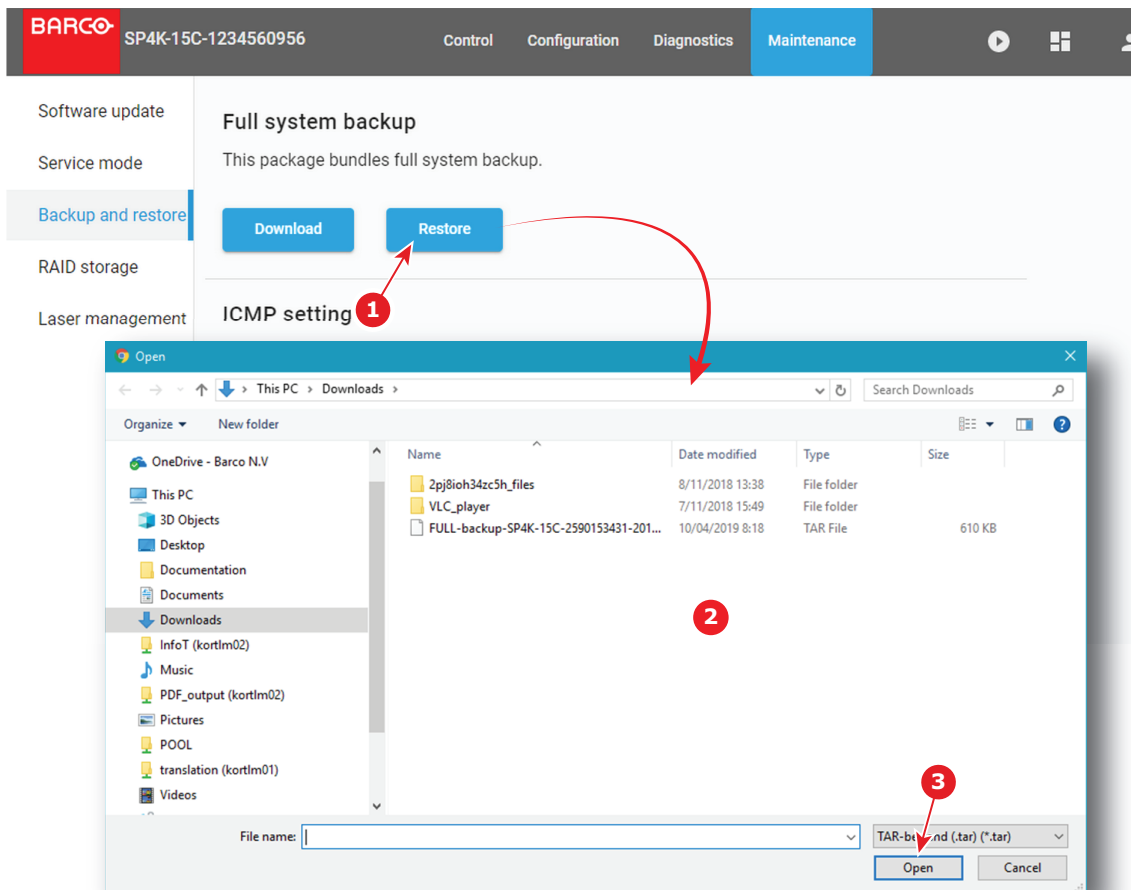 BARCO SP4K-15C-1234560956 Control Configuration Diagnostics Maintenance
Software update
Service mode
Backup and restore
RAID storage
Laser management
Full system backup
This package bundles full system backup.
Download Restore
1
ICMP setting
Open
This PC > Downloads >
Search Downloads
Organize New folder
OneDrive - Barco N.V
This PC
3D Objects
Desktop
Documentation
Documents
Downloads
InfoT (kortlm02)
Music
PDF_output (kortlm02)
Pictures
POOL
translation (kortlm01)
Videos
Name Date modified Type Size
2pj8ioh34zc5h_files 8/11/2018 13:38 File folder
VLC_player 7/11/2018 15:49 File folder
FULL-backup-SP4K-15C-2590153431-201... 10/04/2019 8:18 TAR File 610 KB
2
3
File name:
(.tar) (*.tar)
Open Cancel